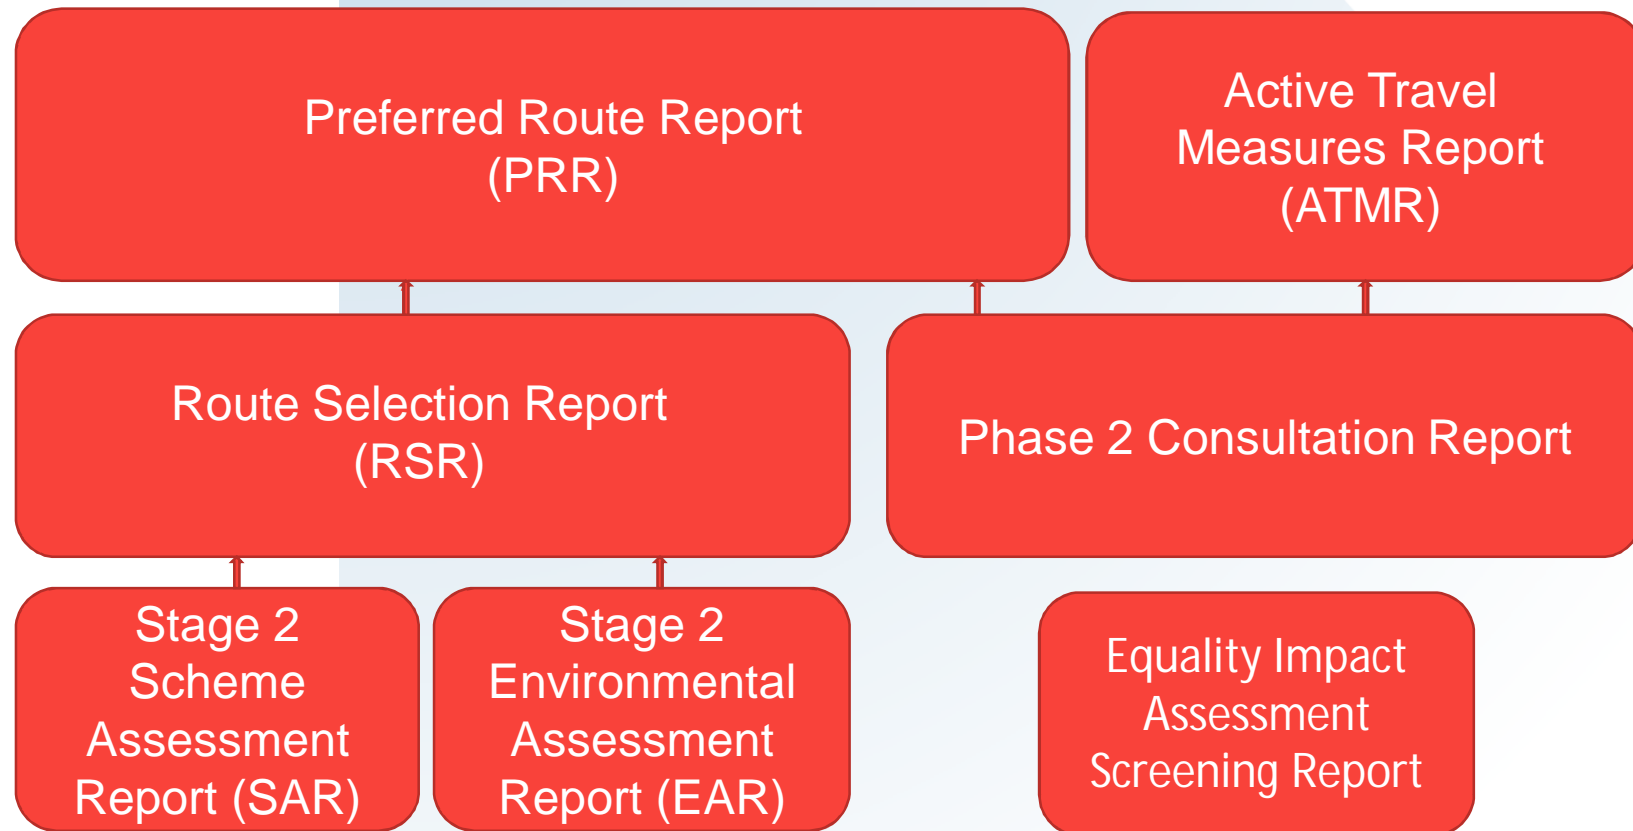 Preferred Route Report
(PRR)
Active Travel
Measures Report
(ATMR)
Route Selection Report
(RSR)
Phase 2 Consultation Report
Stage 2
Scheme
Assessment
Report (SAR)
Stage 2
Environmental
Assessment
Report (EAR)
Equality Impact
Assessment
Screening Report